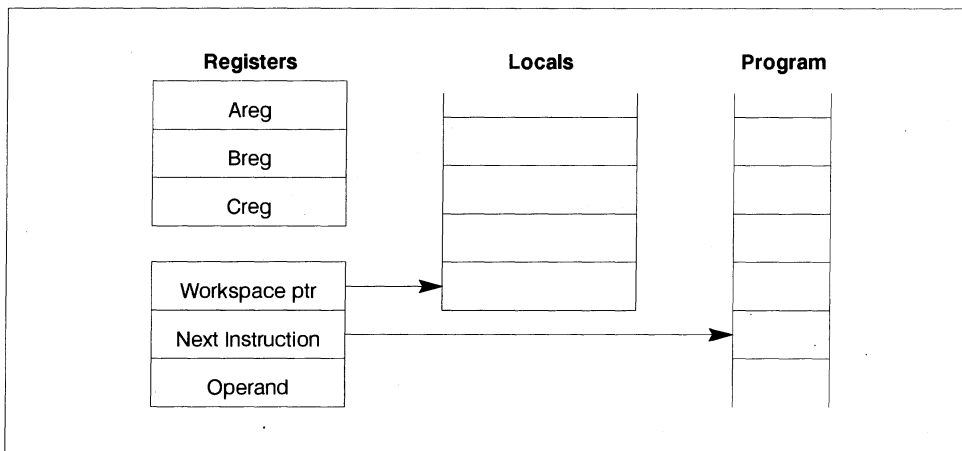 Registers
Locals
Program
Areg
Breg
Creg
Workspace ptr
Next Instruction
Operand